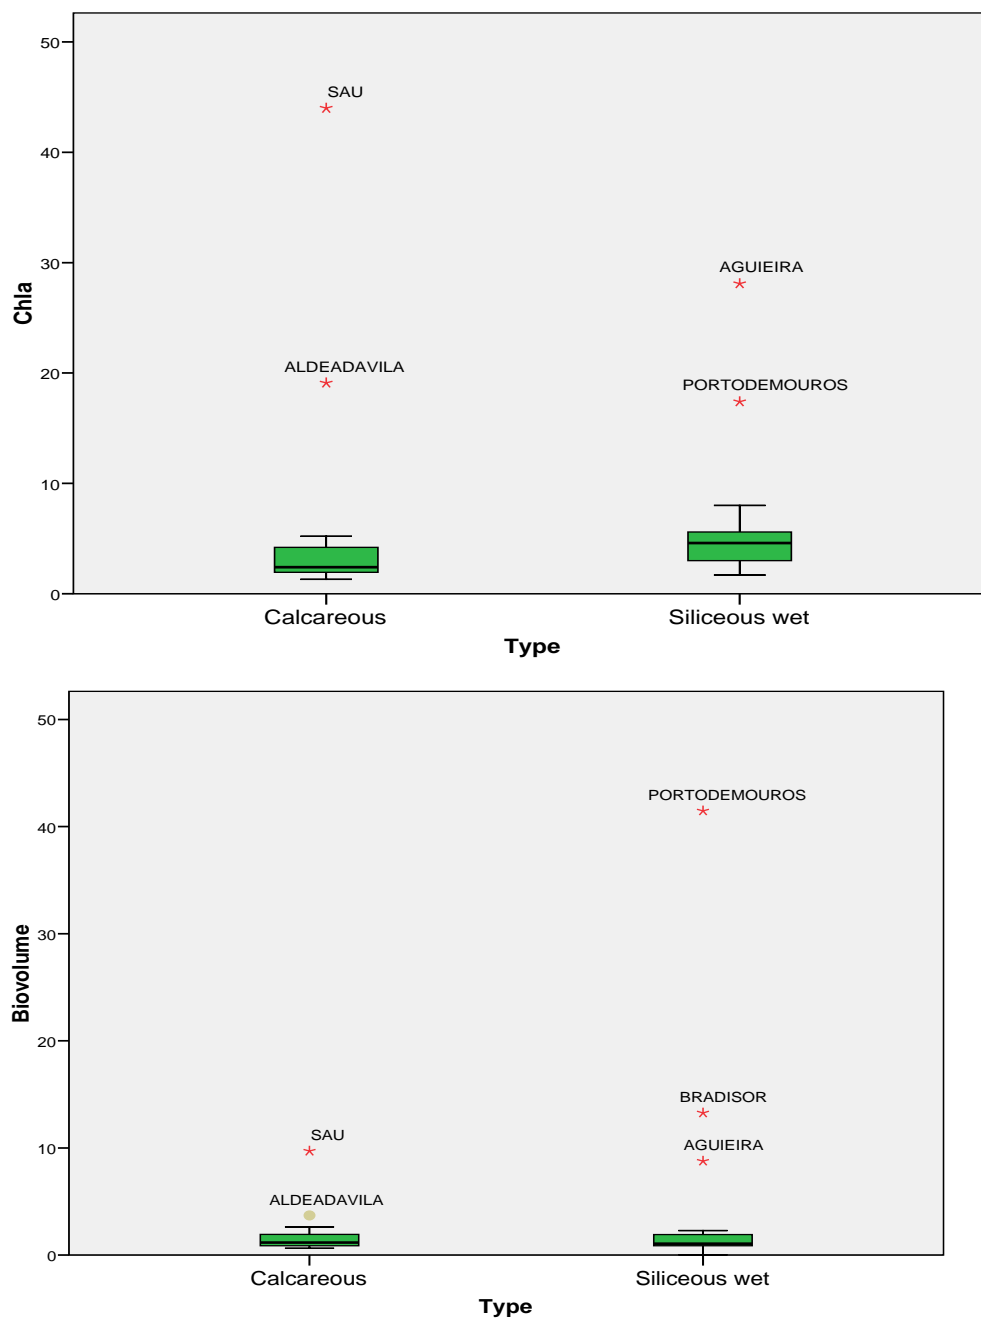 50
SAU
40
30
AGUIEIRA
Chla
ALDEADAVILA
20
PORTODEMOUROS
10
0
Calcareous
Siliceous wet
Type
50
PORTODEMOUROS
40
30
Biovolume
20
BRADISOR
SAU
AGUIEIRA
10
ALDEADAVILA
0
Calcareous
Siliceous wet
Type